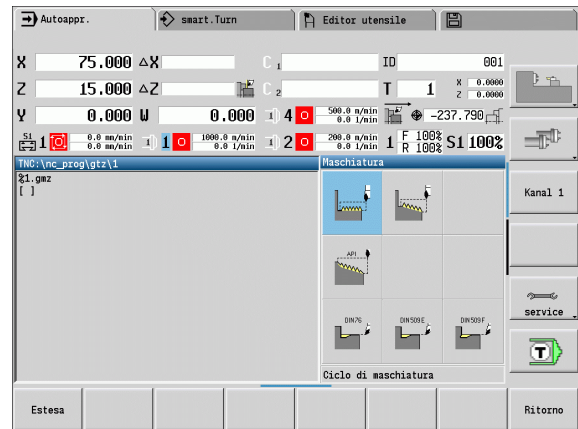 Autoappr.
smart.Turn
Editor utensile
X 75.000 △X C 1 ID 001
Z 15.000 △Z C 2 T 1 X 0.0000
Z 0.0000
Y 0.000 W 0.000 4 500.0 m/min
0.0 1/min -237.790
S1 1 0.0 mm/min
0.0 mm/min 1 1000.0 m/min
0.0 1/min 2 200.0 m/min
0.0 1/min 1 F 100%
R 100% S1 100%
TNC:\nc_prog\gtz\1
%1.gmz
[ ]
Maschiatura
API
DIN76 DIN509E DIN509F
Ciclo di maschiatura
Kanal 1
service
T
Estesa
Ritorno